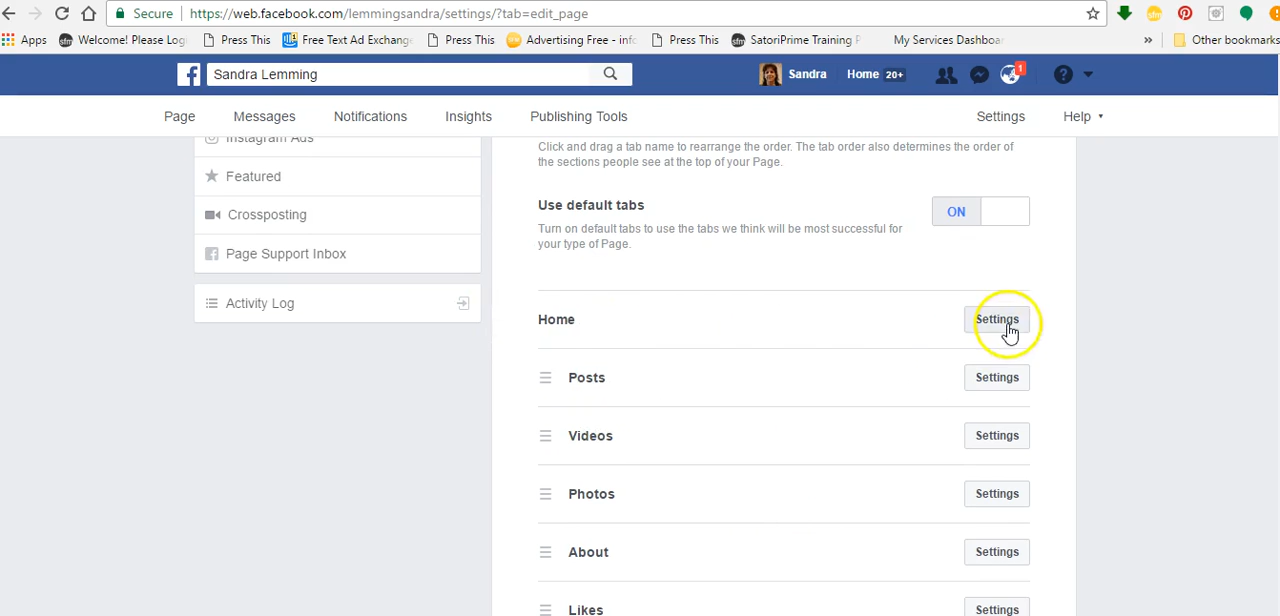 Secure https://web.facebook.com/lemmingsandra/settings/?tab=edit_page
Apps Welcome! Please Log Press This Free Text Ad Exchange Press This Advertising Free - info Press This SatoriPrime Training P My Services Dashboar » Other bookmarks
Sandra Lemming Sandra Home 20+ 1
Page Messages Notifications Insights Publishing Tools Settings Help
Instagram Ads
Featured
Crossposting
Page Support Inbox
Activity Log
Click and drag a tab name to rearrange the order. The tab order also determines the order of
the sections people see at the top of your Page.
Use default tabs ON
Turn on default tabs to use the tabs we think will be most successful for
your type of Page.
Home Settings
Posts Settings
Videos Settings
Photos Settings
About Settings
Likes Settings